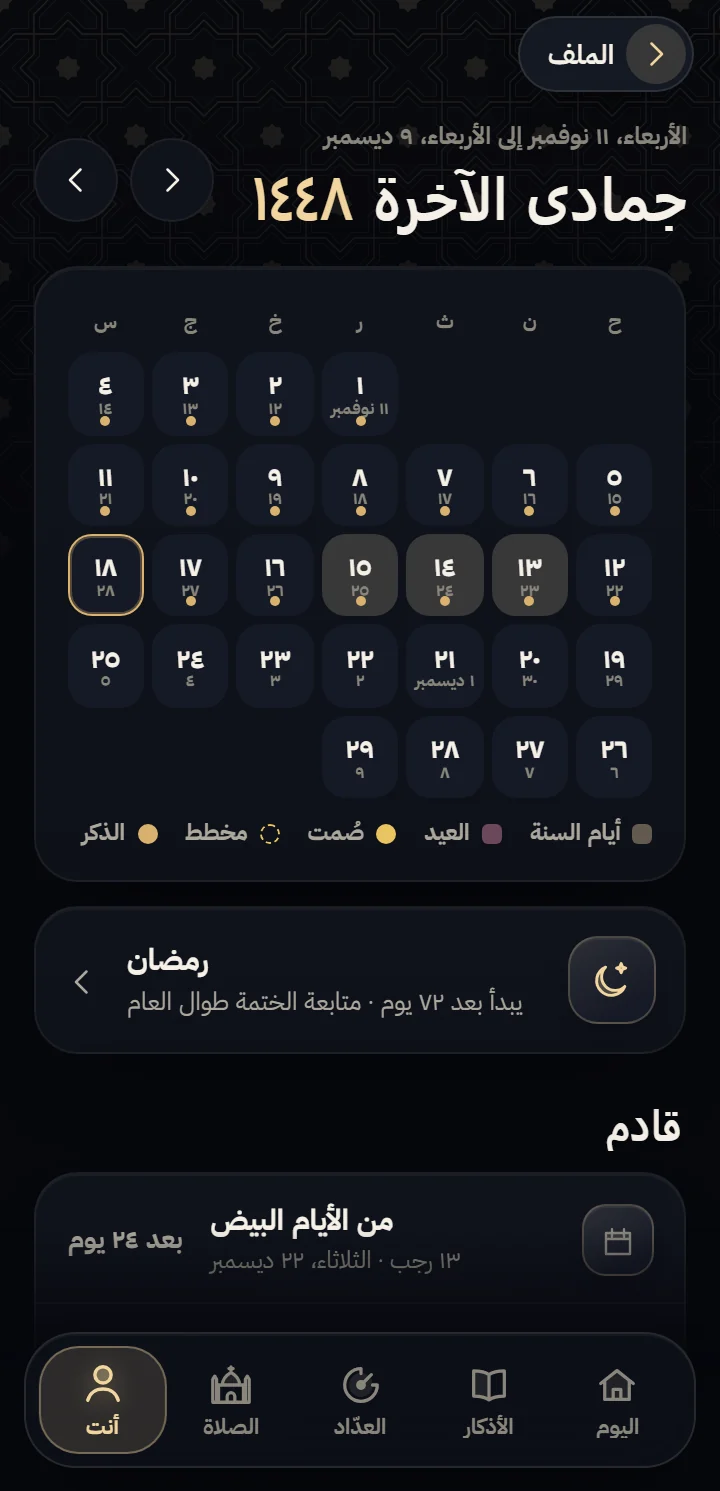 الملف
الأربعاء، ١١ نوفمبر إلى الأربعاء، ٩ ديسمبر
جمادى الآخرة ١٤٤٨
ح ن ث ر خ ج س
١ ٢ ٣ ٤
١١ نوفمبر ١٢ ١٣ ١٤
٥ ٦ ٧ ٨ ٩ ١٠ ١١
١٥ ١٦ ١٧ ١٨ ١٩ ٢٠ ٢١
١٢ ١٣ ١٤ ١٥ ١٦ ١٧ ١٨
٢٢ ٢٣ ٢٤ ٢٥ ٢٦ ٢٧ ٢٨
١٩ ٢٠ ٢١ ٢٢ ٢٣ ٢٤ ٢٥
٢٩ ٣٠ ١ ديسمبر ٢ ٣ ٤ ٥
٢٦ ٢٧ ٢٨ ٢٩
٦ ٧ ٨ ٩
أيام السنة العيد صُمت مخطط الذكر
رمضان
يبدأ بعد ٧٢ يوم · متابعة الختمة طوال العام
قادم
من الأيام البيض
بعد ٢٤ يوم
١٣ رجب · الثلاثاء، ٢٢ ديسمبر
اليوم الأذكار العدّاد الصلاة أنت